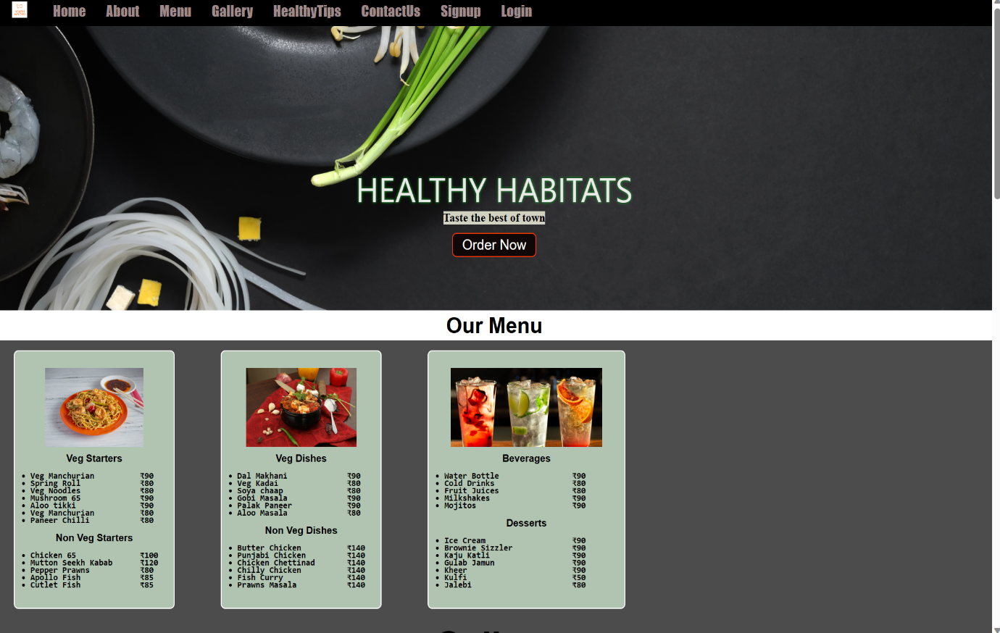 Home About Menu Gallery HealthyTips ContactUs Signup Login
HEALTHY HABITATS
Taste the best of town
Order Now
Our Menu
Veg Starters
Veg Manchurian ₹90
Spring Roll ₹80
Veg Noodles ₹80
Mushroom 65 ₹90
Aloo tikki ₹90
Veg Manchurian ₹80
Paneer Chilli ₹80
Non Veg Starters
Chicken 65 ₹100
Mutton Seekh Kabab ₹120
Pepper Prawns ₹80
Apollo Fish ₹85
Cutlet Fish ₹85
Veg Dishes
Dal Makhani ₹90
Veg Kadai ₹80
Soya chaap ₹80
Gobi Masala ₹90
Palak Paneer ₹90
Aloo Masala ₹80
Non Veg Dishes
Butter Chicken ₹140
Punjabi Chicken ₹140
Chicken Chettinad ₹140
Chilly Chicken ₹140
Fish Curry ₹140
Prawns Masala ₹140
Beverages
Water Bottle ₹90
Cold Drinks ₹80
Fruit Juices ₹80
Milkshakes ₹90
Mojitos ₹90
Desserts
Ice Cream ₹90
Brownie Sizzler ₹90
Kaju Katli ₹90
Gulab Jamun ₹90
Kheer ₹90
Kulfi ₹50
Jalebi ₹80